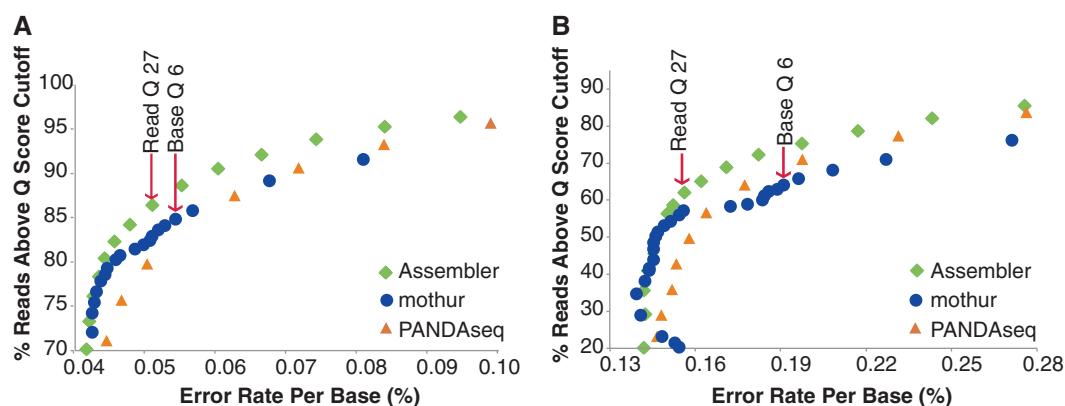 A
% Reads Above Q Score Cutoff
100
95
90
85
80
75
70
Read Q 27
Base Q 6
Assembler
mothur
PANDAseq
0.04 0.05 0.06 0.07 0.08 0.09 0.10
Error Rate Per Base (%)
B
% Reads Above Q Score Cutoff
90
80
70
60
50
40
30
20
Read Q 27
Base Q 6
Assembler
mothur
PANDAseq
0.13 0.16 0.19 0.22 0.25 0.28
Error Rate Per Base (%)